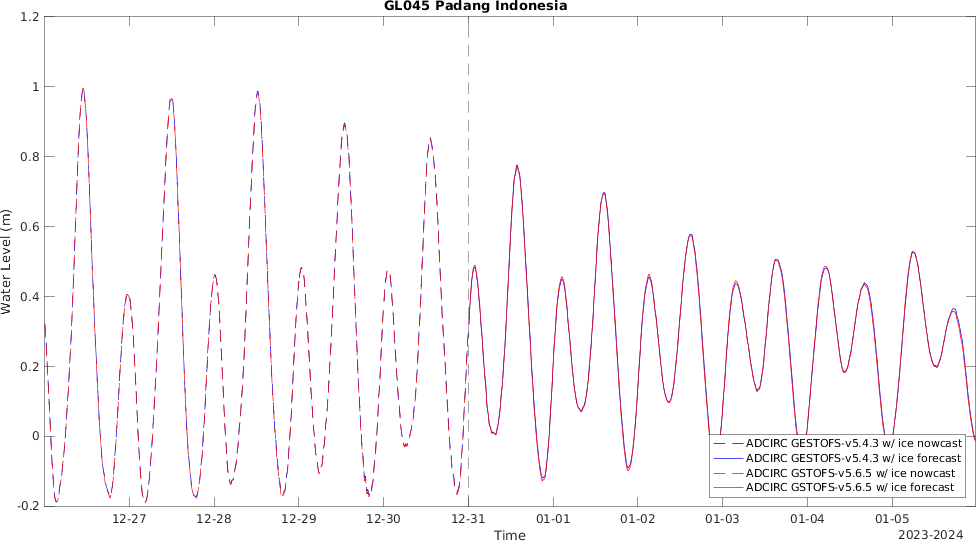 GL045 Padang Indonesia
1.2
1
0.8
0.6
0.4
0.2
0
-0.2
Water Level (m)
12-27
12-28
12-29
12-30
12-31
01-01
01-02
01-03
01-04
01-05
Time
2023-2024
ADCIRC GESTOFS-v5.4.3 w/ ice nowcast
ADCIRC GESTOFS-v5.4.3 w/ ice forecast
ADCIRC GSTOFS-v5.6.5 w/ ice nowcast
ADCIRC GSTOFS-v5.6.5 w/ ice forecast